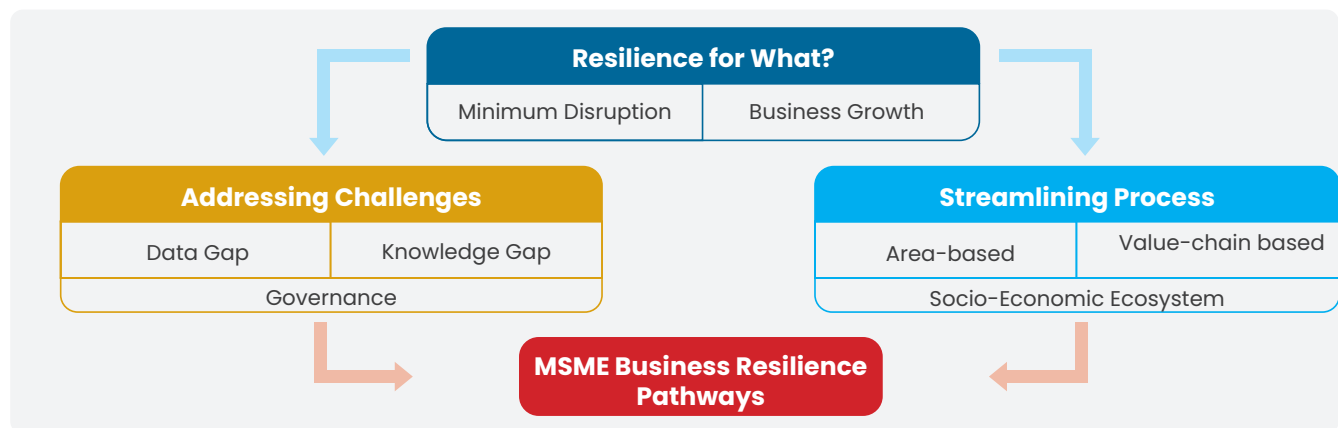 Resilience for What?
Minimum Disruption
Business Growth
Addressing Challenges
Data Gap
Knowledge Gap
Governance
Streamlining Process
Area-based
Value-chain based
Socio-Economic Ecosystem
MSME Business Resilience
Pathways